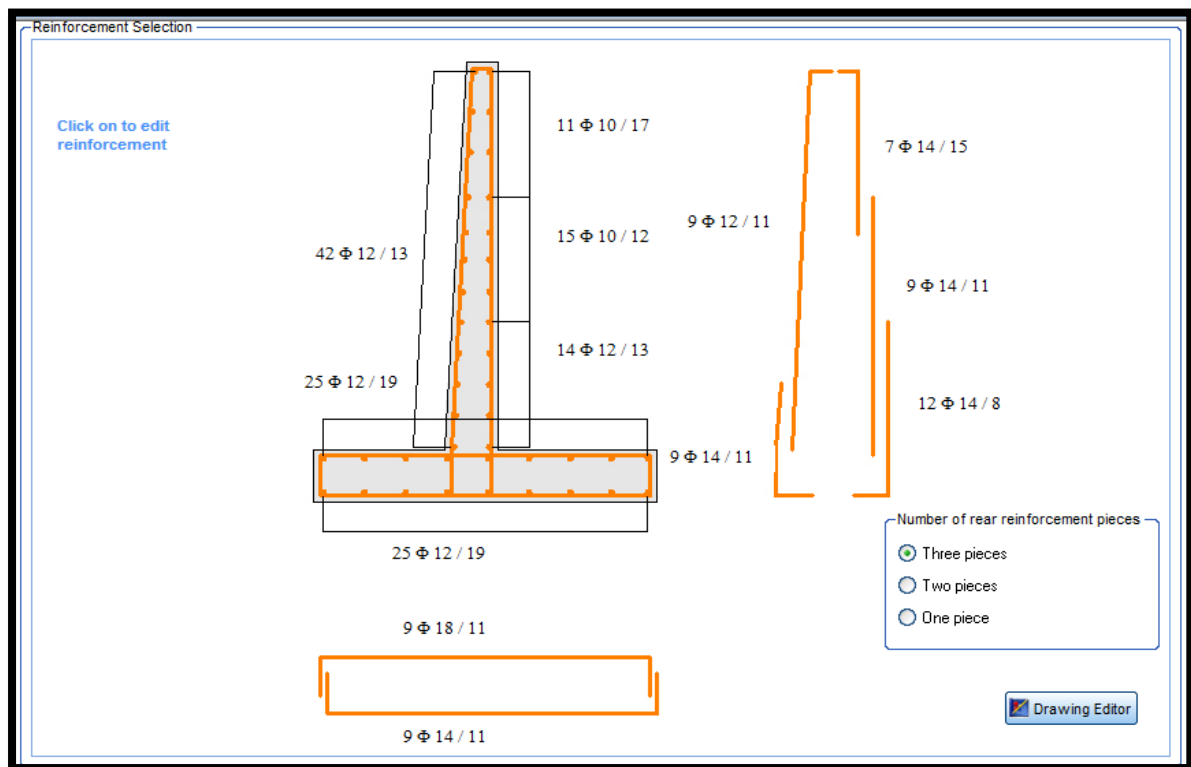 Reinforcement Selection
Click on to edit
reinforcement
11 Φ 10 / 17
7 Φ 14 / 15
9 Φ 12 / 11
15 Φ 10 / 12
42 Φ 12 / 13
9 Φ 14 / 11
14 Φ 12 / 13
25 Φ 12 / 19
12 Φ 14 / 8
9 Φ 14 / 11
Number of rear reinforcement pieces
Three pieces
25 Φ 12 / 19
Two pieces
One piece
9 Φ 18 / 11
Drawing Editor
9 Φ 14 / 11